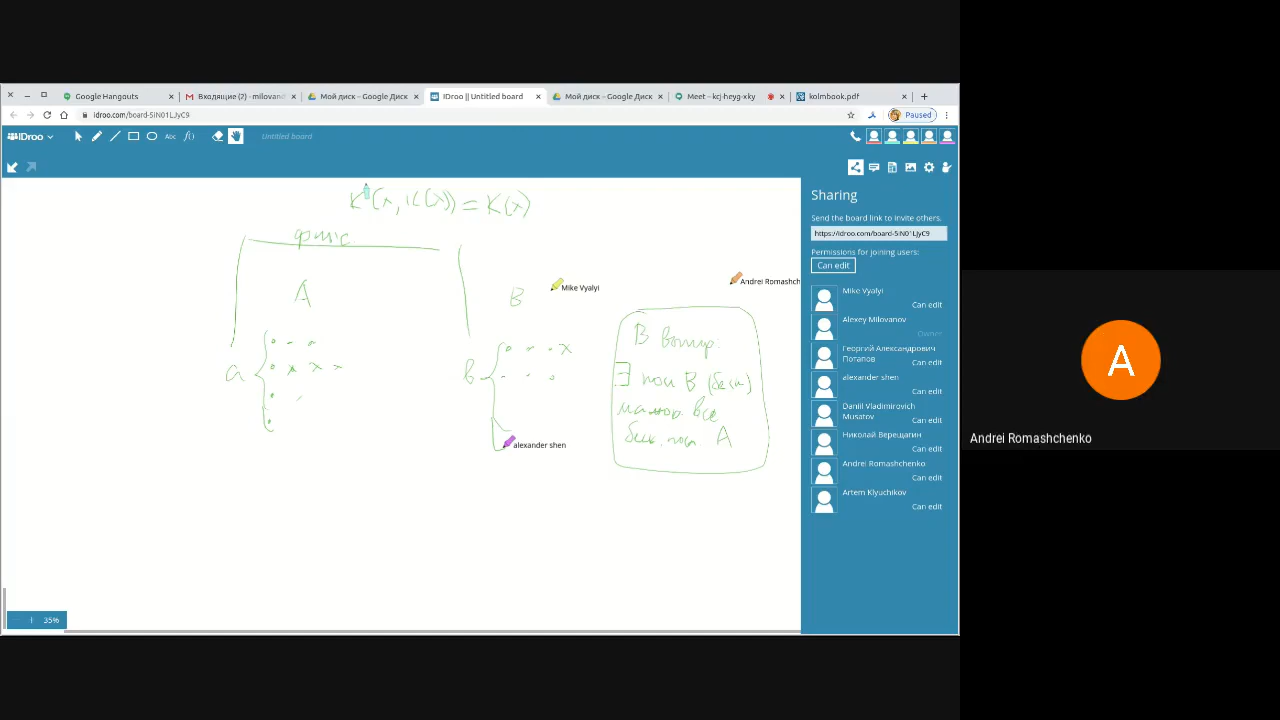 Google Hangouts
Входящие (2) - milovand
Мой диск – Google Диск
IDroo || Untitled board
Мой диск – Google Диск
Meet – kcj-heyg-xky
kolmbook.pdf
idroo.com/board-5iN01LJyC9
Paused
IDroo
Abc
f()
Untitled board
Sharing
Send the board link to invite others.
https://idroo.com/board-5iN01LJyC9
Permissions for joining users:
Can edit
Mike Vyalyi
Can edit
Alexey Milovanov
Owner
Георгий Александрович
Потапов
Can edit
alexander shen
Can edit
Daniil Vladimirovich
Musatov
Can edit
Николай Верещагин
Can edit
Andrei Romashchenko
Can edit
Artem Klyuchikov
Can edit
(x, K(x)) = K(x)
A
B
Mike Vyalyi
Andrei Romashche
a
B
∃ B
A
alexander shen
35%
A
Andrei Romashchenko